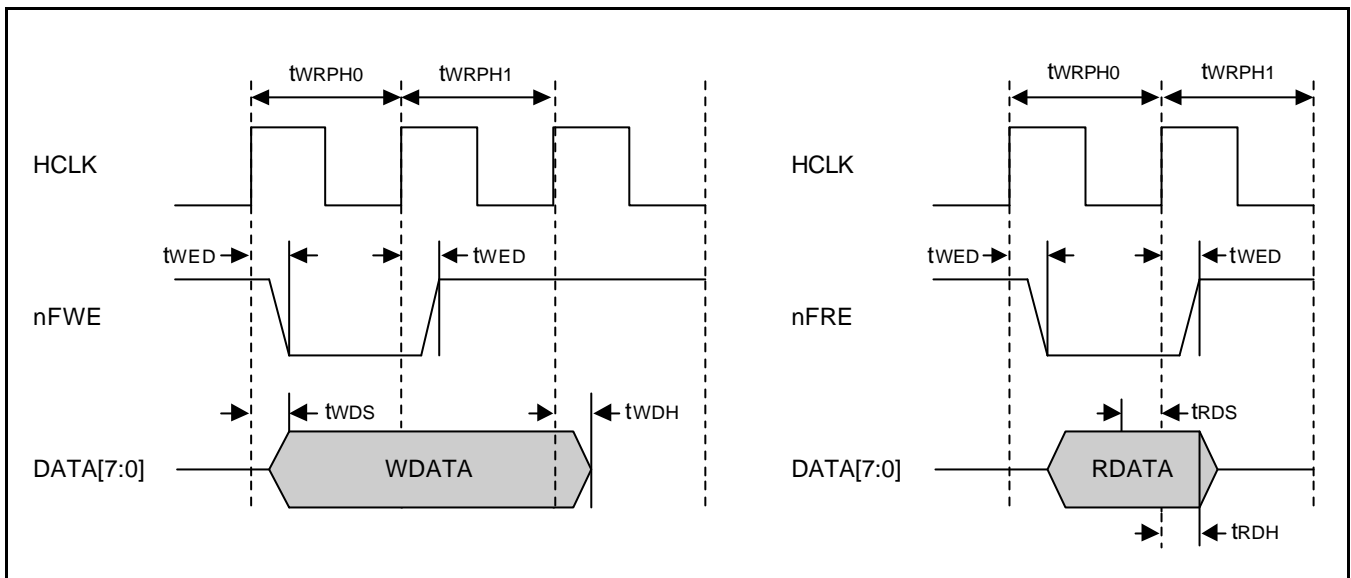 tWRPH0 tWRPH1 tWRPH0 tWRPH1
HCLK HCLK
tWED tWED tWED tWED
nFWE nFRE
tWDS tWDH tRDS
DATA[7:0] WDATA DATA[7:0] RDATA
tRDH